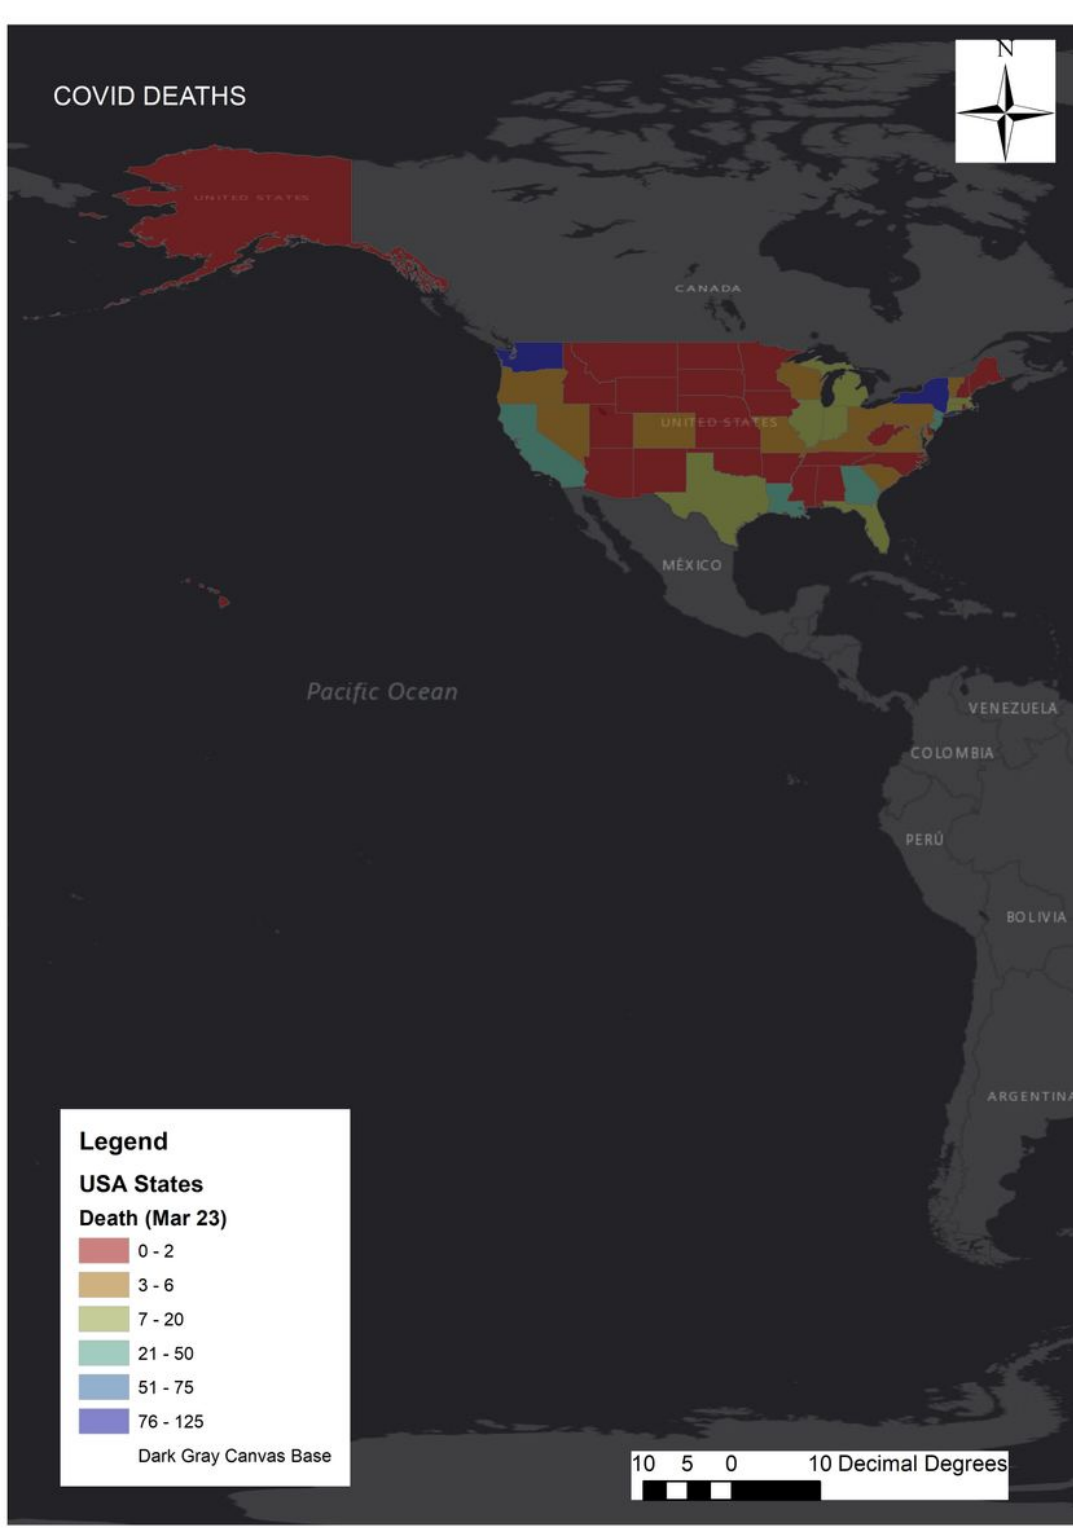 N
COVID DEATHS
UNITED STATES
CANADA
UNITED STATES
MÉXICO
Pacific Ocean
VENEZUELA
COLOMBIA
PERÚ
BOLIVIA
ARGENTINA
Legend
USA States
Death (Mar 23)
0 - 2
3 - 6
7 - 20
21 - 50
51 - 75
76 - 125
Dark Gray Canvas Base
10 5 0 10 Decimal Degrees